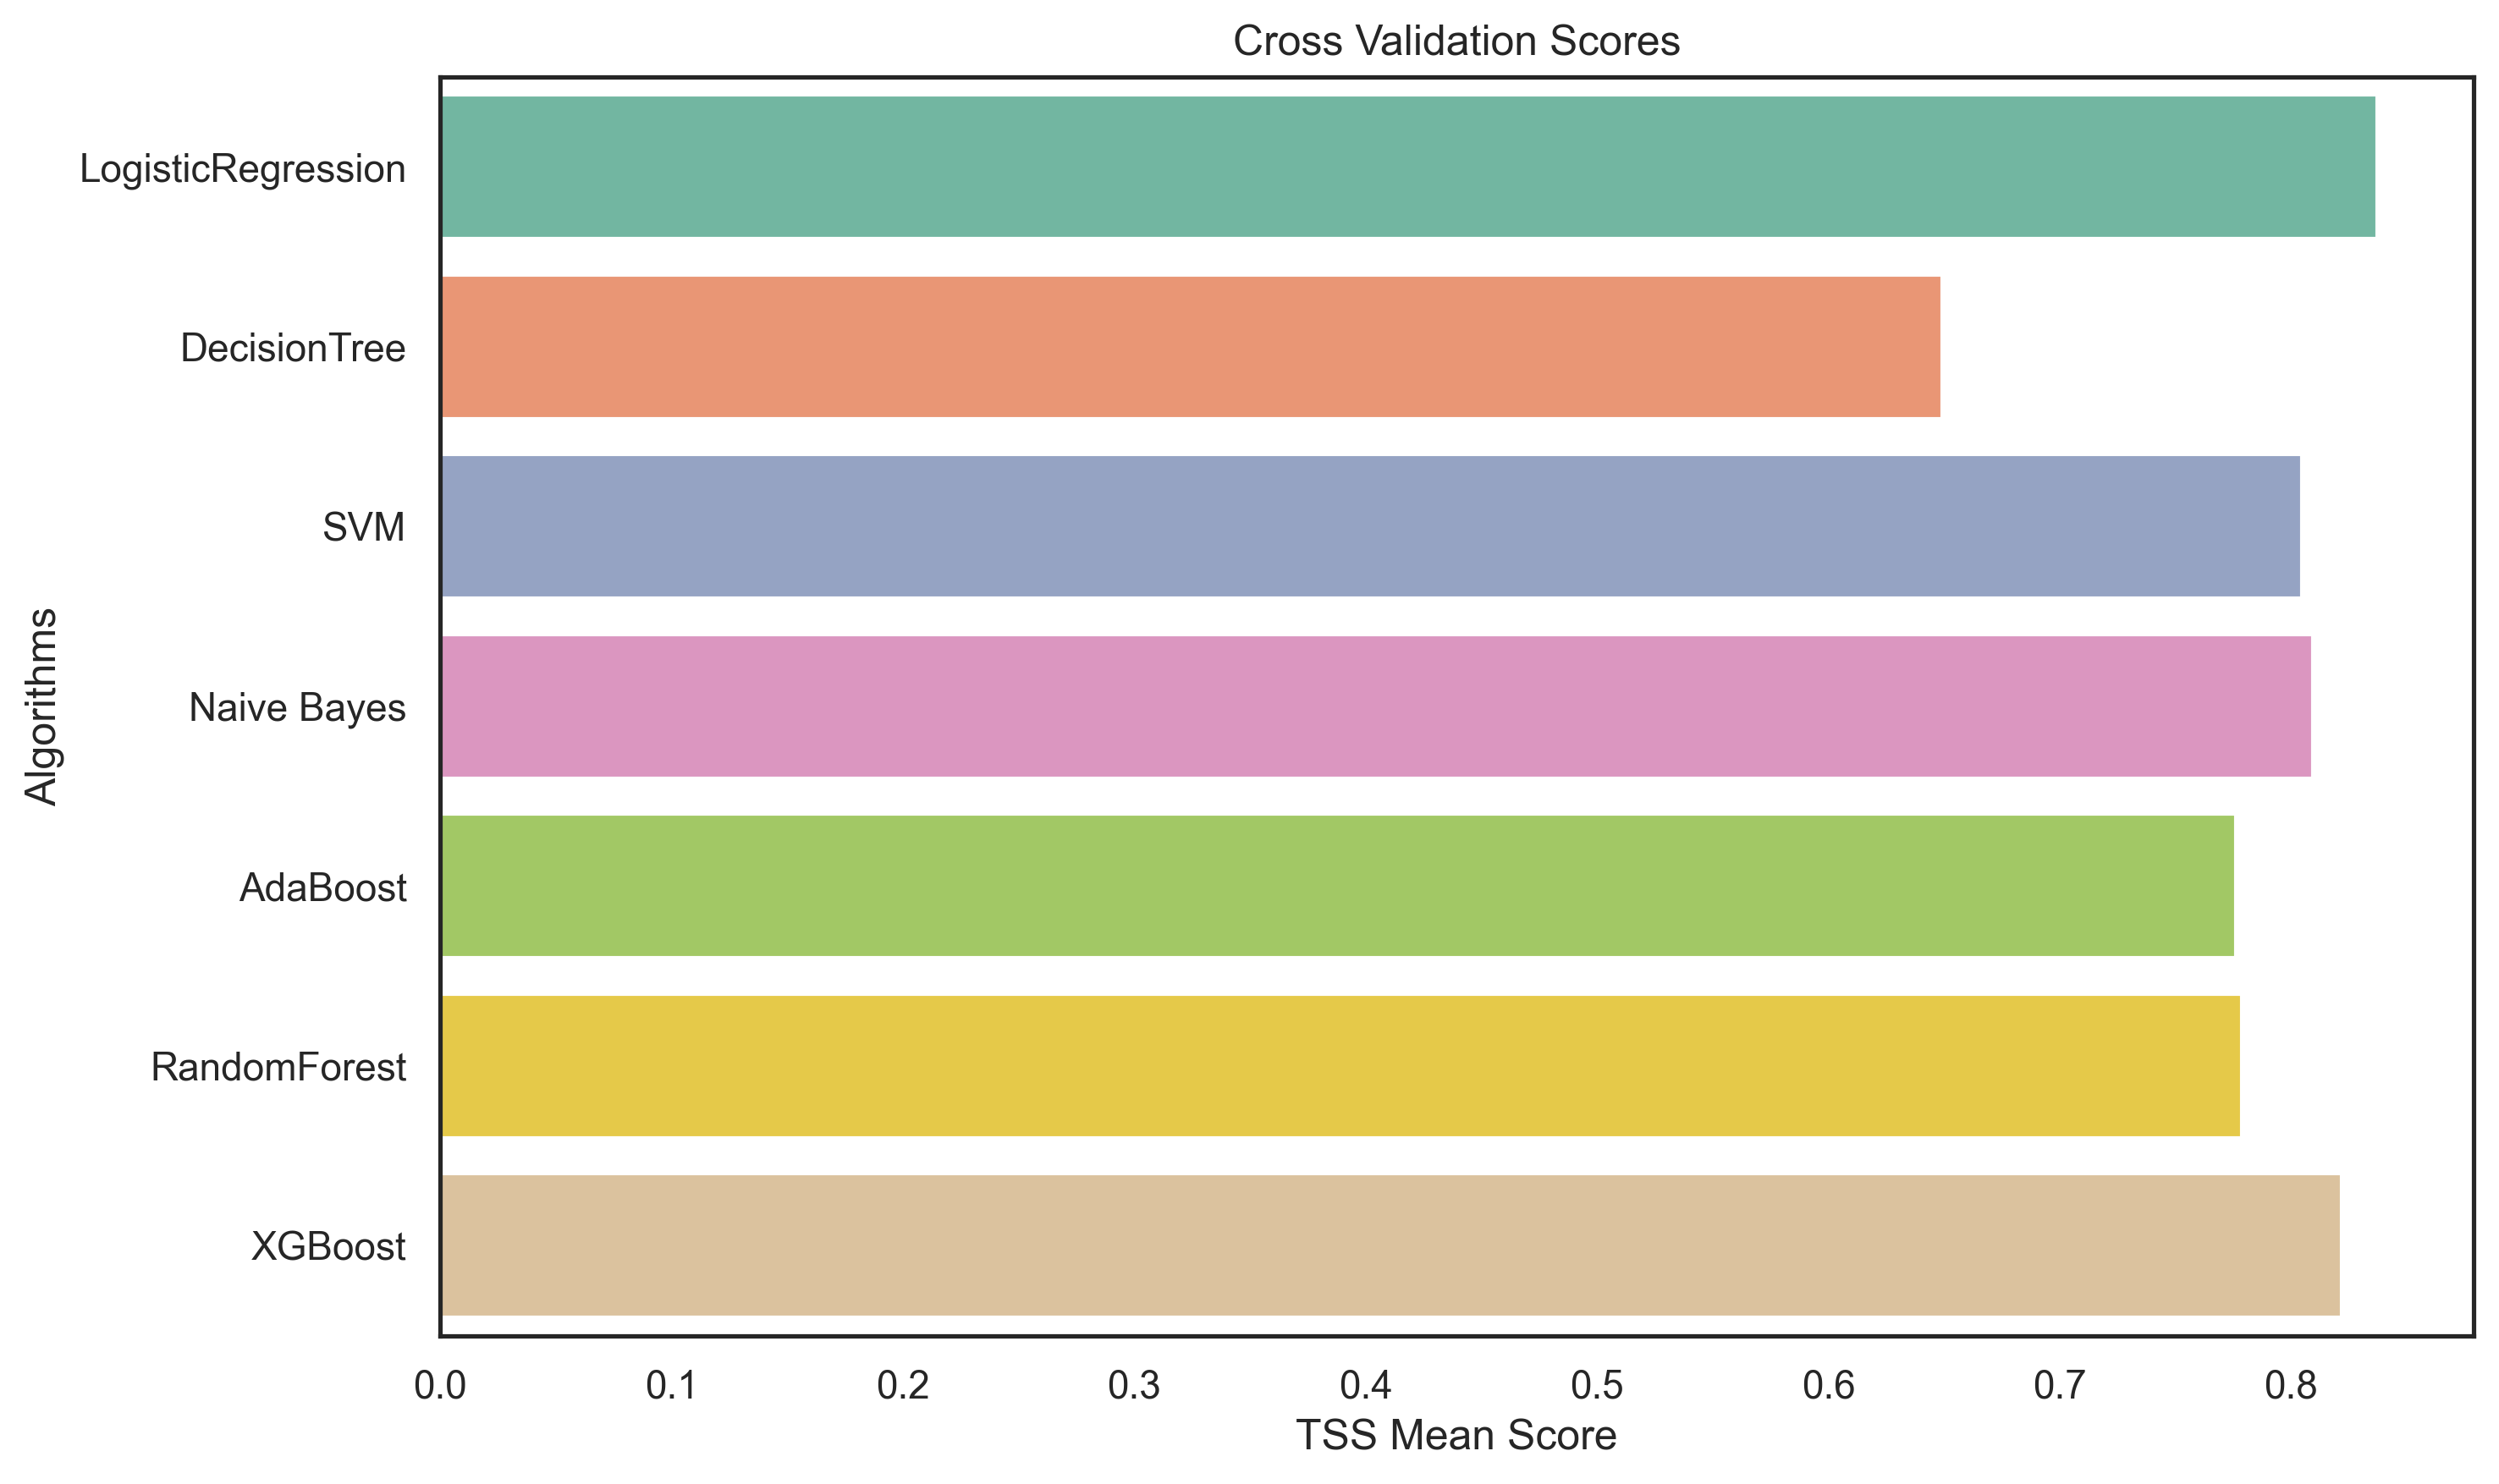 Cross Validation Scores
Algorithms
LogisticRegression
DecisionTree
SVM
Naive Bayes
AdaBoost
RandomForest
XGBoost
0.0 0.1 0.2 0.3 0.4 0.5 0.6 0.7 0.8
TSS Mean Score